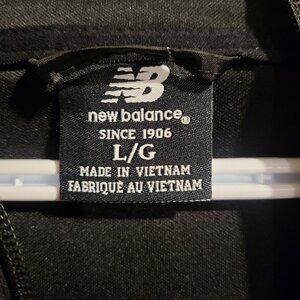 NB
new balance®
SINCE 1906
L/G
MADE IN VIETNAM
FABRIQUÉ AU VIETNAM